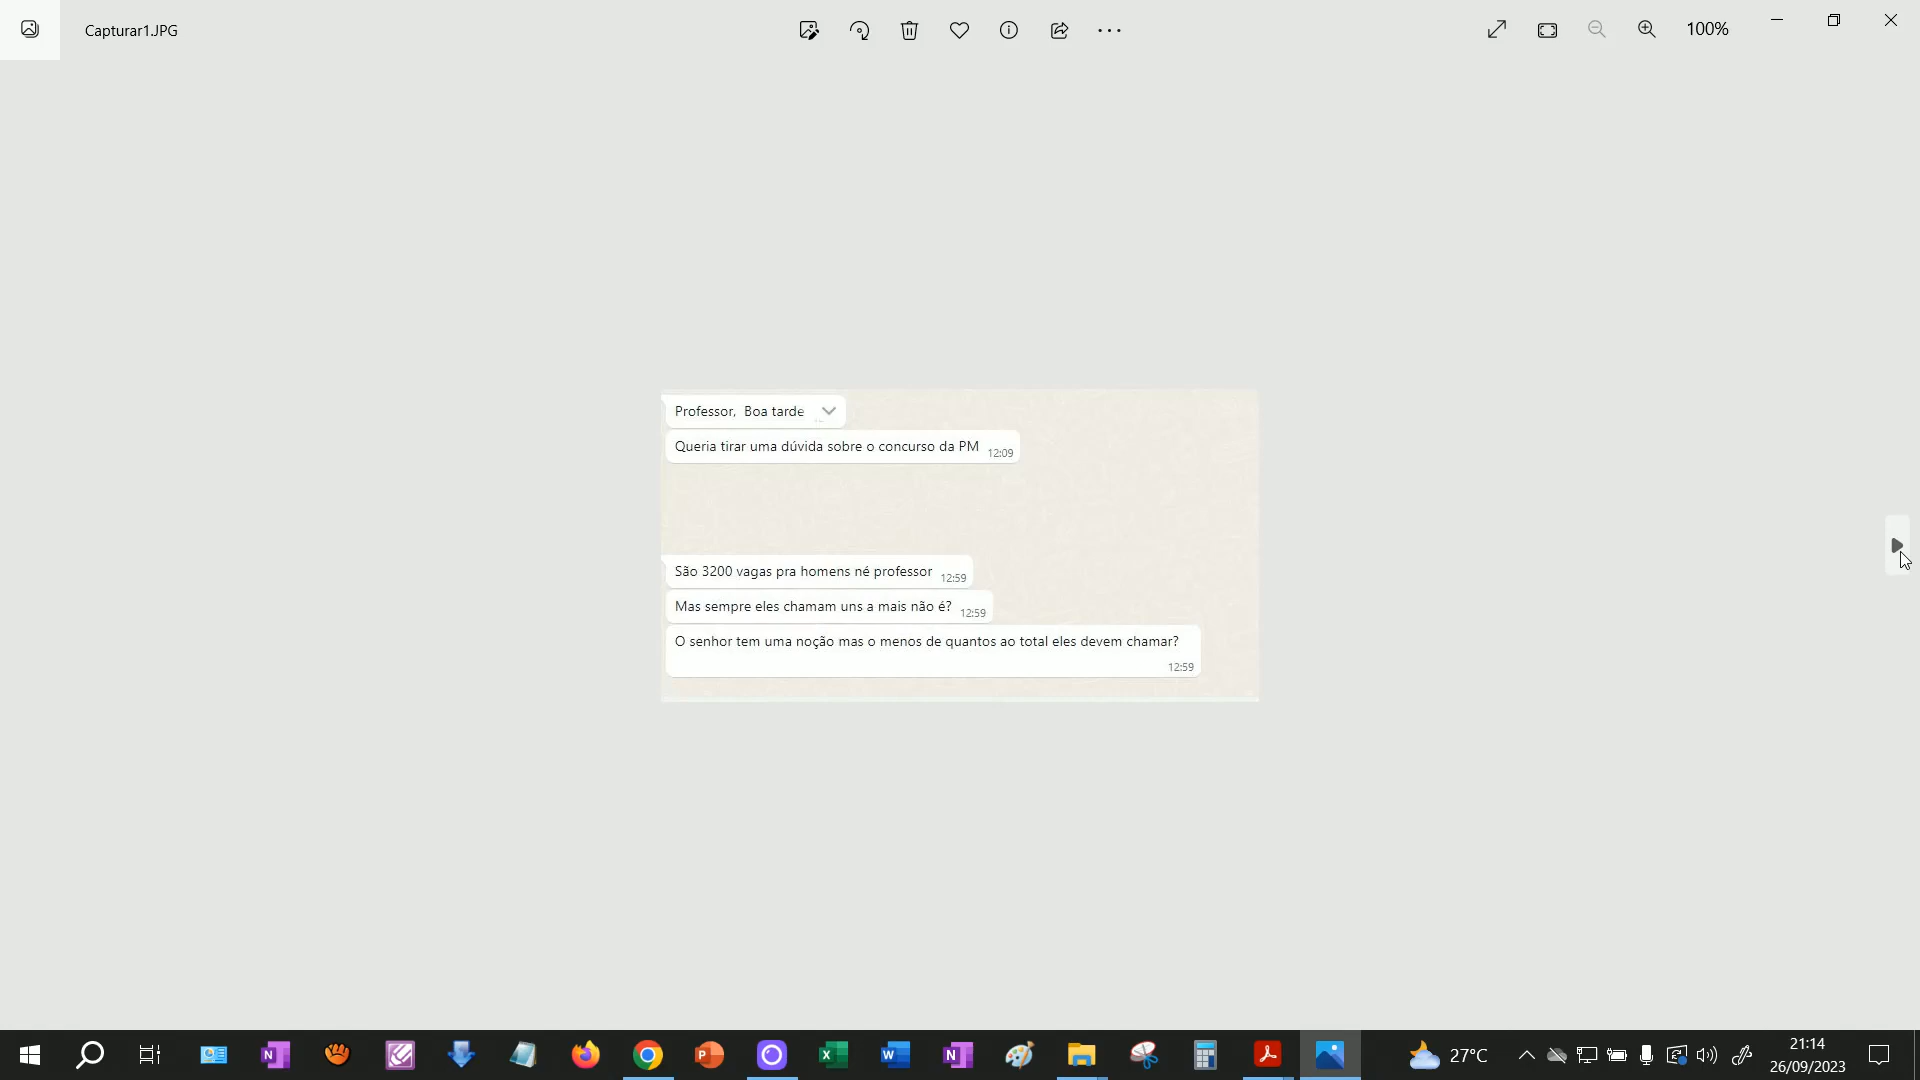 Capturar1.JPG
100%
Professor, Boa tarde
Queria tirar uma dúvida sobre o concurso da PM 12:09
São 3200 vagas pra homens né professor 12:59
Mas sempre eles chamam uns a mais não é? 12:59
O senhor tem uma noção mas o menos de quantos ao total eles devem chamar?
12:59
27°C
21:14
26/09/2023